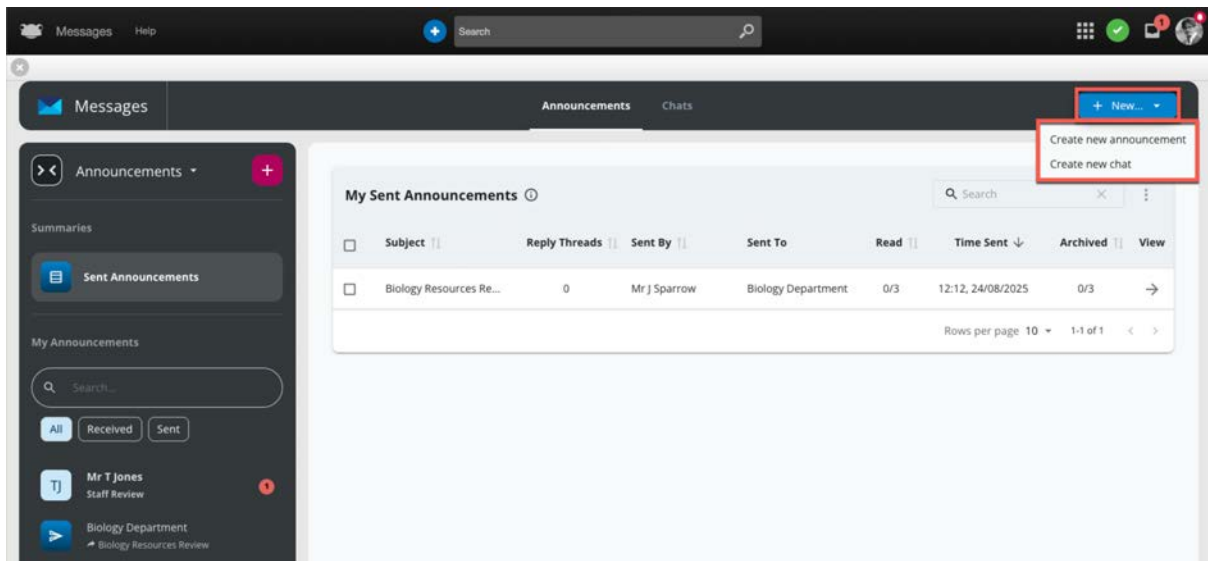 Messages Help Search 1
Messages Announcements Chats + New...
Create new announcement
Create new chat
Announcements +
Summaries
Sent Announcements
My Announcements
Search...
All Received Sent
TJ Mr T Jones 1
Staff Review
Biology Department
Biology Resources Review
My Sent Announcements Search
Subject Reply Threads Sent By Sent To Read Time Sent Archived View
Biology Resources Re... 0 Mr J Sparrow Biology Department 0/3 12:12, 24/08/2025 0/3
Rows per page 10 1-1 of 1